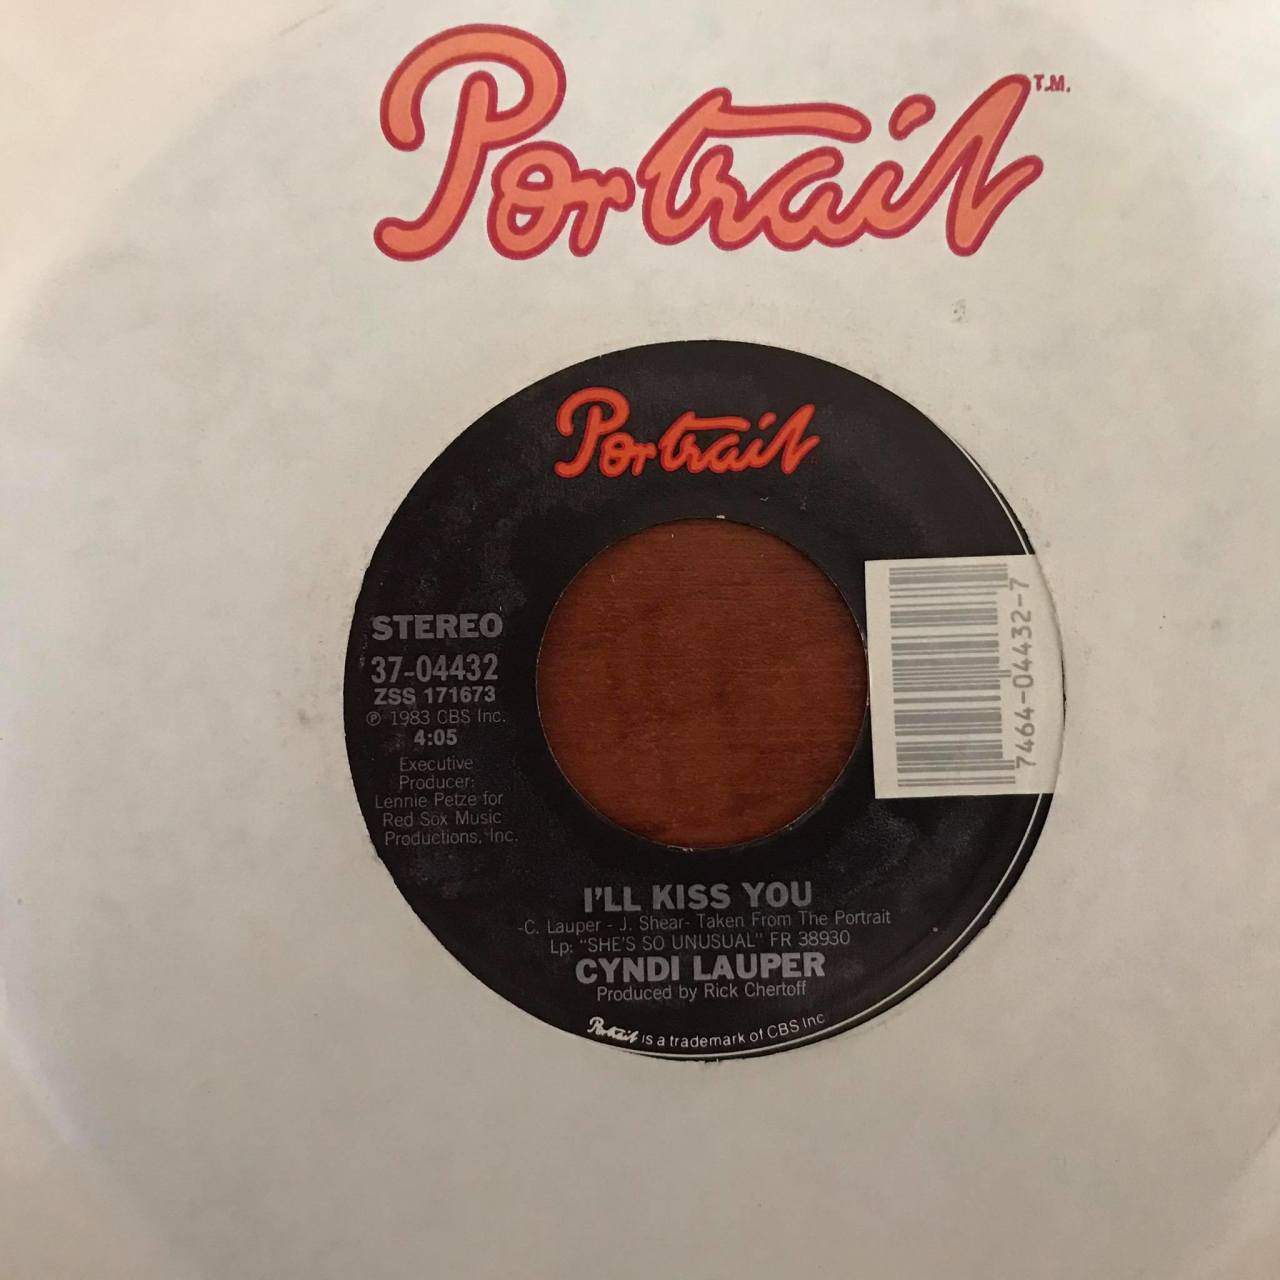 Portrait T.M.
Portrait
STEREO
37-04432
ZSS 171673
℗ 1983 CBS Inc.
4:05
Executive
Producer:
Lennie Petze for
Red Sox Music
Productions, Inc.
7464-04432-7
I'LL KISS YOU
-C. Lauper - J. Shear- Taken From The Portrait
Lp: "SHE'S SO UNUSUAL" FR 38930
CYNDI LAUPER
Produced by Rick Chertoff
Portrait is a trademark of CBS Inc